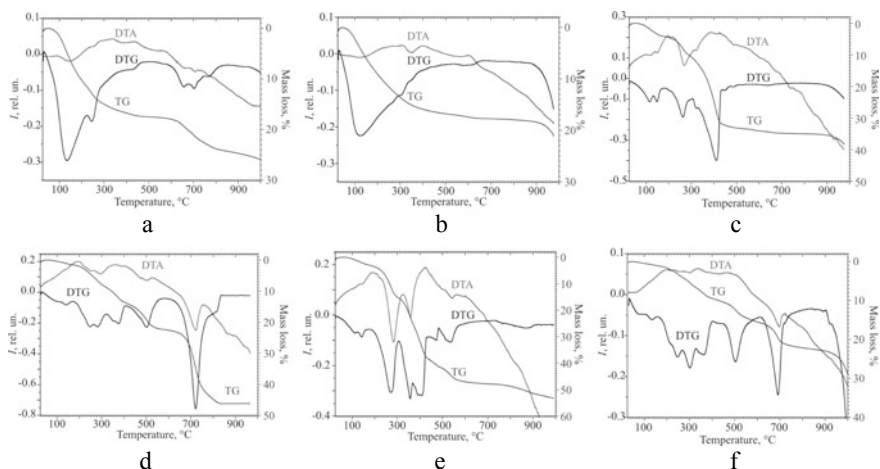 I, rel. un.
0.1
0.0
-0.1
-0.2
-0.3
DTA
DTG
TG
0
10
20
30
Mass loss, %
100 300 500 700 900
Temperature, °C
a
I, rel. un.
0.1
0.0
-0.1
-0.2
-0.3
DTA
DTG
TG
0
10
20
30
Mass loss, %
100 300 500 700 900
Temperature, °C
b
I, rel. un.
0.3
0.2
0.1
-0.1
-0.3
-0.5
DTA
DTG
TG
0
10
20
30
40
50
Mass loss, %
100 300 500 700 900
Temperature, °C
c
I, rel. un.
0.2
0.0
-0.2
-0.4
-0.6
-0.8
DTA
DTG
TG
0
10
20
30
40
50
Mass loss, %
100 300 500 700 900
Temperature, °C
d
I, rel. un.
0.2
0.0
-0.2
-0.4
DTA
DTG
TG
0
10
20
30
40
50
60
Mass loss, %
100 300 500 700 900
Temperature, °C
e
I, rel. un.
0.1
0.0
-0.1
-0.2
-0.3
DTA
DTG
TG
0
10
20
30
40
Mass loss, %
100 300 500 700 900
Temperature, °C
f